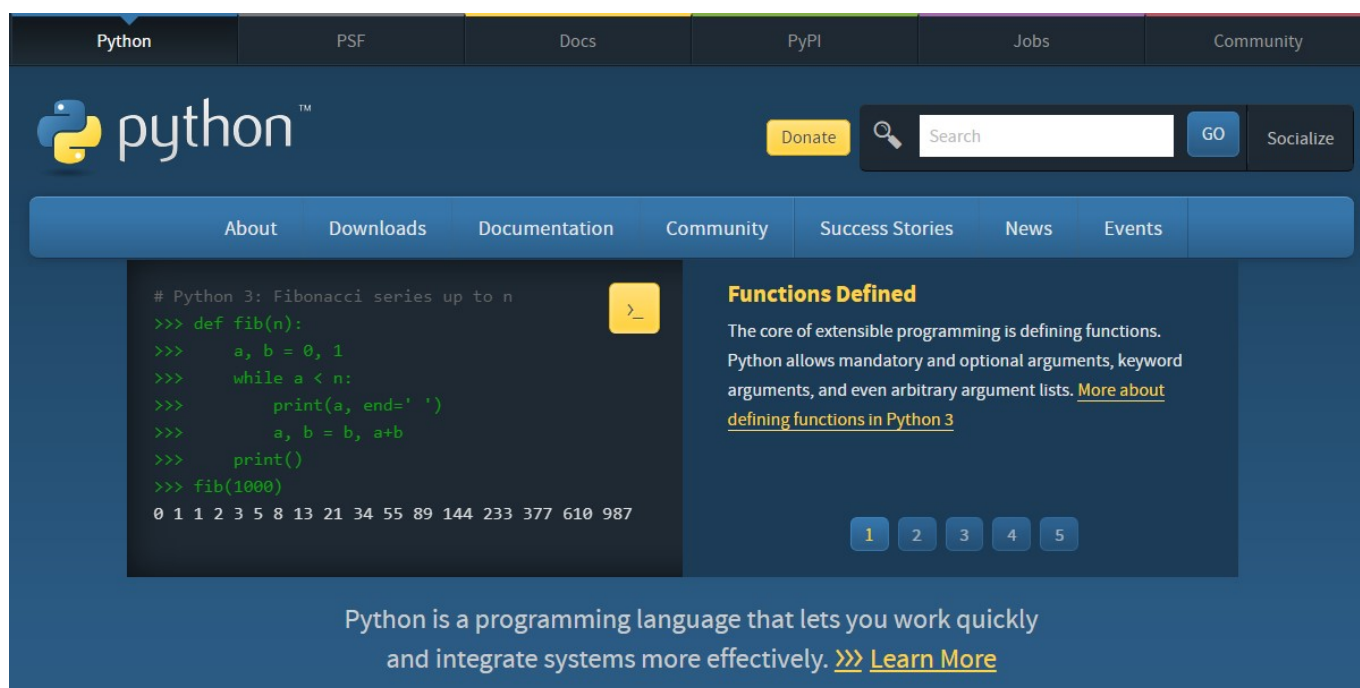 Python PSF Docs PyPI Jobs Community
python™
Donate Search GO Socialize
About Downloads Documentation Community Success Stories News Events
# Python 3: Fibonacci series up to n
>>> def fib(n):
>>>     a, b = 0, 1
>>>     while a < n:
>>>         print(a, end=' ')
>>>         a, b = b, a+b
>>>     print()
>>> fib(1000)
0 1 1 2 3 5 8 13 21 34 55 89 144 233 377 610 987
>_
Functions Defined
The core of extensible programming is defining functions.
Python allows mandatory and optional arguments, keyword
arguments, and even arbitrary argument lists. More about
defining functions in Python 3
1 2 3 4 5
Python is a programming language that lets you work quickly
and integrate systems more effectively. >>> Learn More